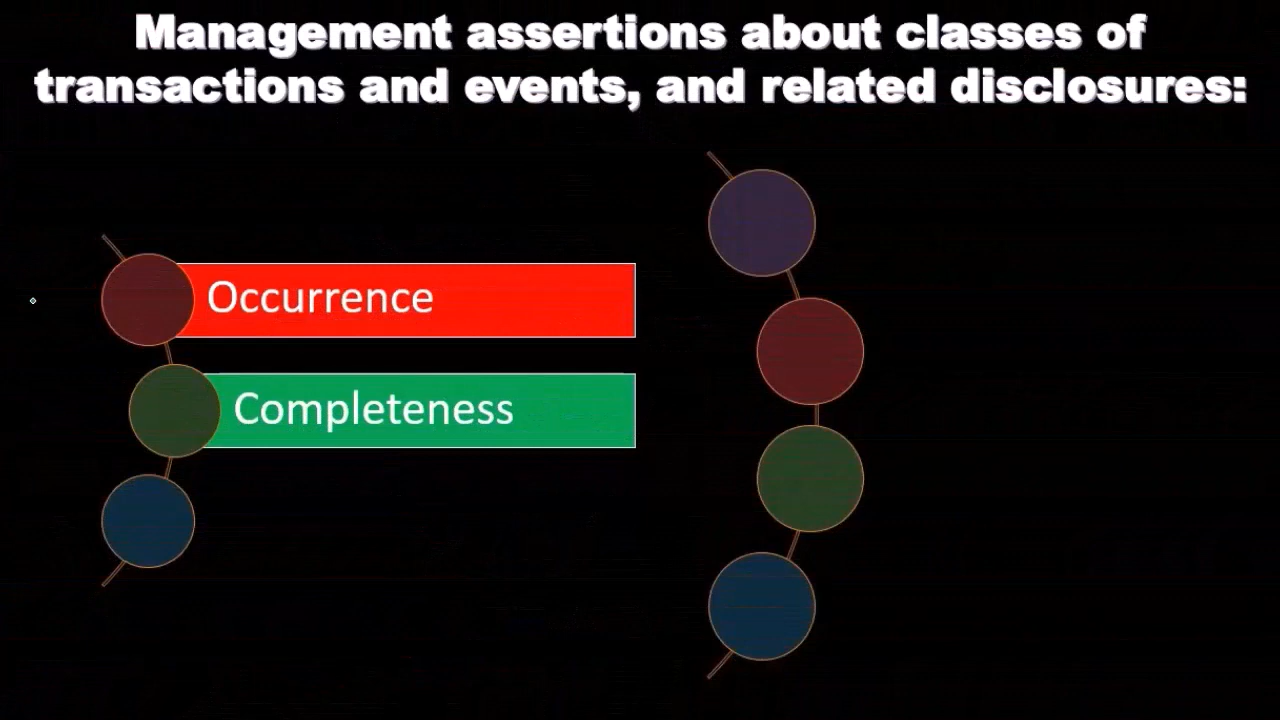 Management assertions about classes of
transactions and events, and related disclosures:
Occurrence
Completeness